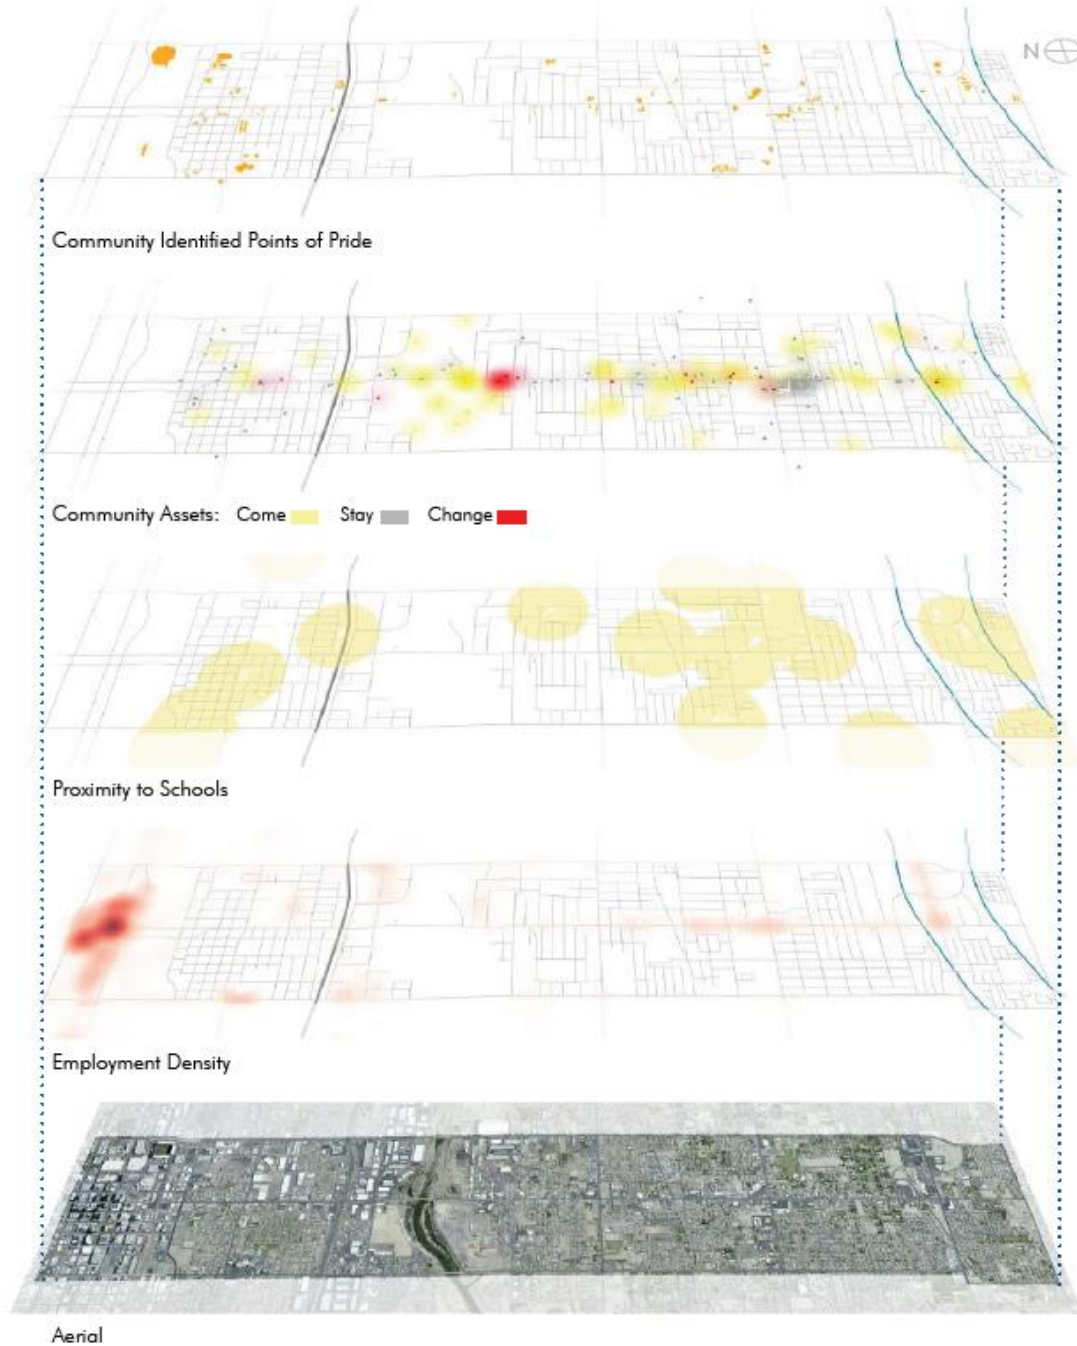 N
Community Identified Points of Pride
Community Assets: Come Stay Change
Proximity to Schools
Employment Density
Aerial